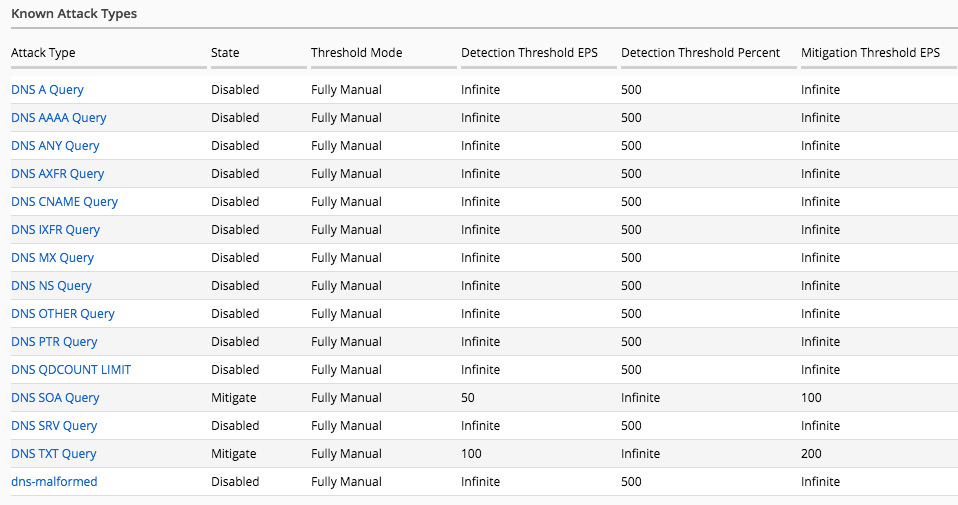 Known Attack Types
Attack Type State Threshold Mode Detection Threshold EPS Detection Threshold Percent Mitigation Threshold EPS
DNS A Query Disabled Fully Manual Infinite 500 Infinite
DNS AAAA Query Disabled Fully Manual Infinite 500 Infinite
DNS ANY Query Disabled Fully Manual Infinite 500 Infinite
DNS AXFR Query Disabled Fully Manual Infinite 500 Infinite
DNS CNAME Query Disabled Fully Manual Infinite 500 Infinite
DNS IXFR Query Disabled Fully Manual Infinite 500 Infinite
DNS MX Query Disabled Fully Manual Infinite 500 Infinite
DNS NS Query Disabled Fully Manual Infinite 500 Infinite
DNS OTHER Query Disabled Fully Manual Infinite 500 Infinite
DNS PTR Query Disabled Fully Manual Infinite 500 Infinite
DNS QDCOUNT LIMIT Disabled Fully Manual Infinite 500 Infinite
DNS SOA Query Mitigate Fully Manual 50 Infinite 100
DNS SRV Query Disabled Fully Manual Infinite 500 Infinite
DNS TXT Query Mitigate Fully Manual 100 Infinite 200
dns-malformed Disabled Fully Manual Infinite 500 Infinite